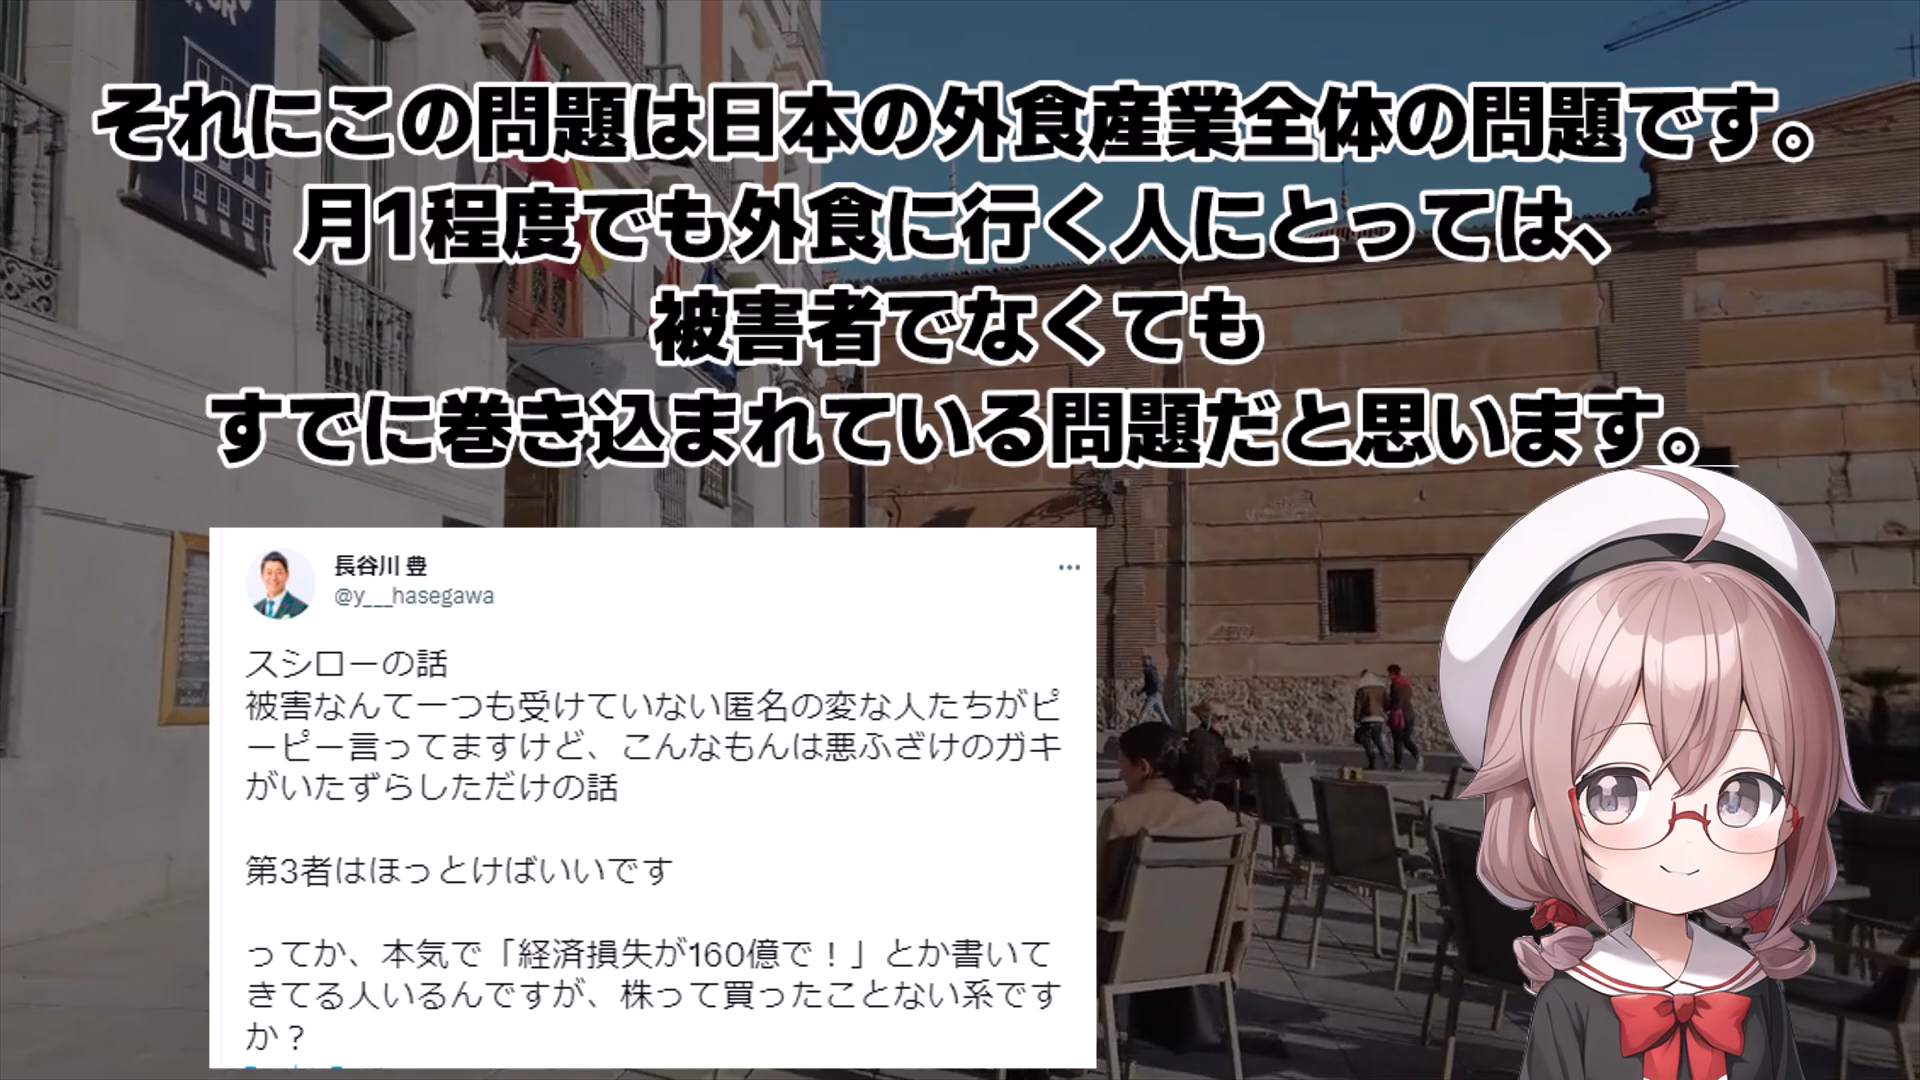 それにこの問題は日本の外食産業全体の問題です。
月1程度でも外食に行く人にとっては、
被害者でなくても
すでに巻き込まれている問題だと思います。
長谷川 豊
@y___hasegawa
スシローの話
被害なんて一つも受けていない匿名の変な人たちがピ
ーピー言ってますけど、こんなもんは悪ふざけのガキ
がいたずらしただけの話
第3者はほっとけばいいです
ってか、本気で「経済損失が160億で！」とか書いて
きてる人いるんですが、株って買ったことない系です
か？